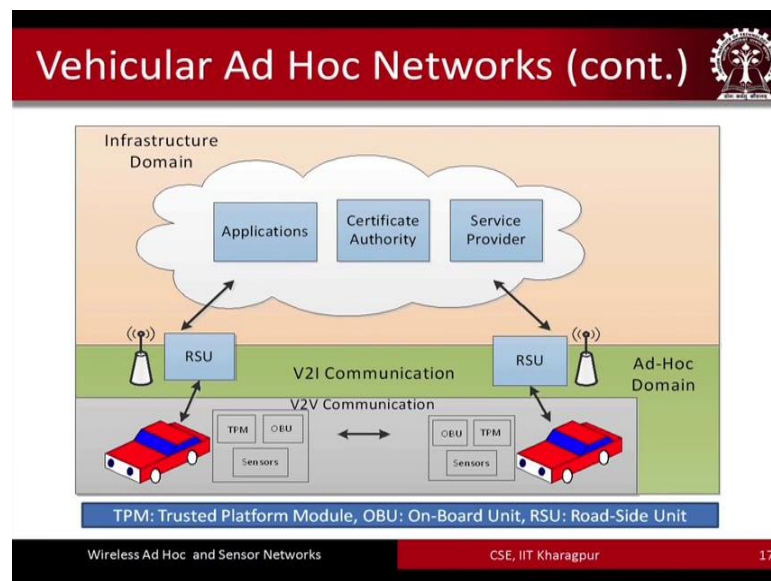 Vehicular Ad Hoc Networks (cont.)
Infrastructure
Domain
Applications
Certificate
Authority
Service
Provider
RSU
RSU
Ad-Hoc
Domain
V2I Communication
V2V Communication
TPM
OBU
Sensors
OBU
TPM
Sensors
TPM: Trusted Platform Module, OBU: On-Board Unit, RSU: Road-Side Unit
Wireless Ad Hoc and Sensor Networks
CSE, IIT Kharagpur
17